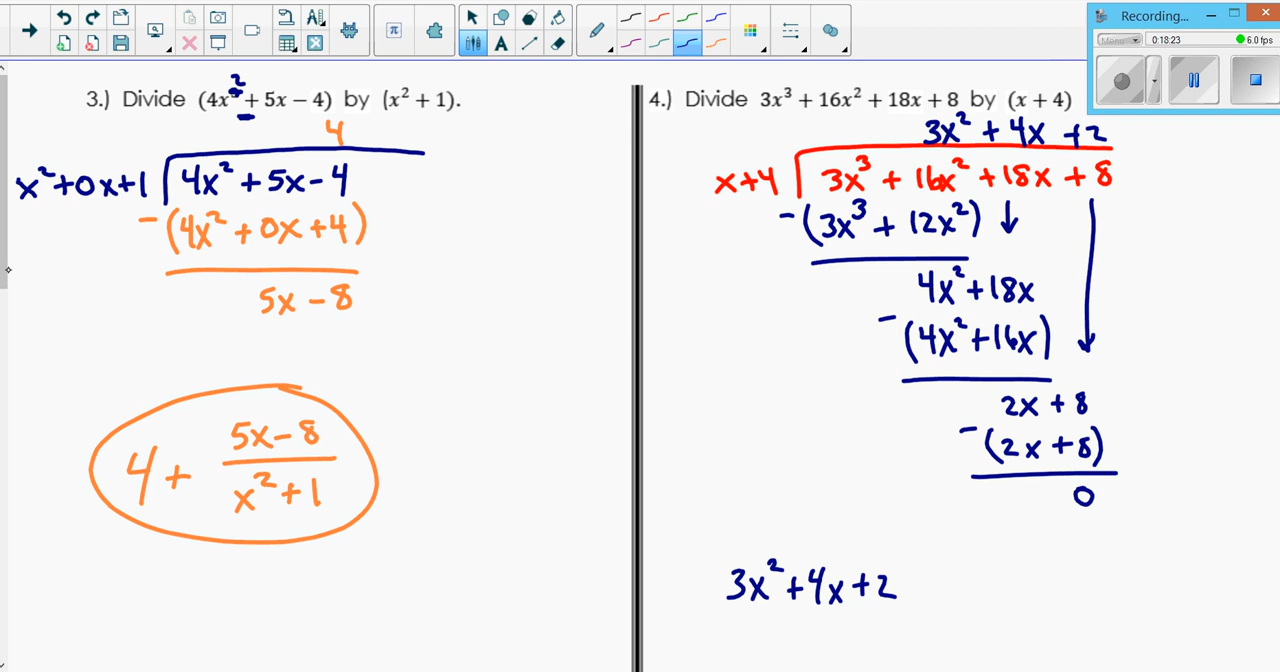 Recording...
Menu
0:18:23
6.0 fps
3.) Divide (4x² + 5x – 4) by (x² + 1).
4
x²+0x+1 4x² + 5x - 4
-(4x² + 0x + 4)
5x - 8
4 + 5x-8
x²+1
4.) Divide 3x³ + 16x² + 18x + 8 by (x + 4)
3x² + 4x + 2
x+4 3x³ + 16x² + 18x + 8
-(3x³ + 12x²) ↓
4x² + 18x
-(4x² + 16x)
2x + 8
-(2x + 8)
0
3x² + 4x + 2